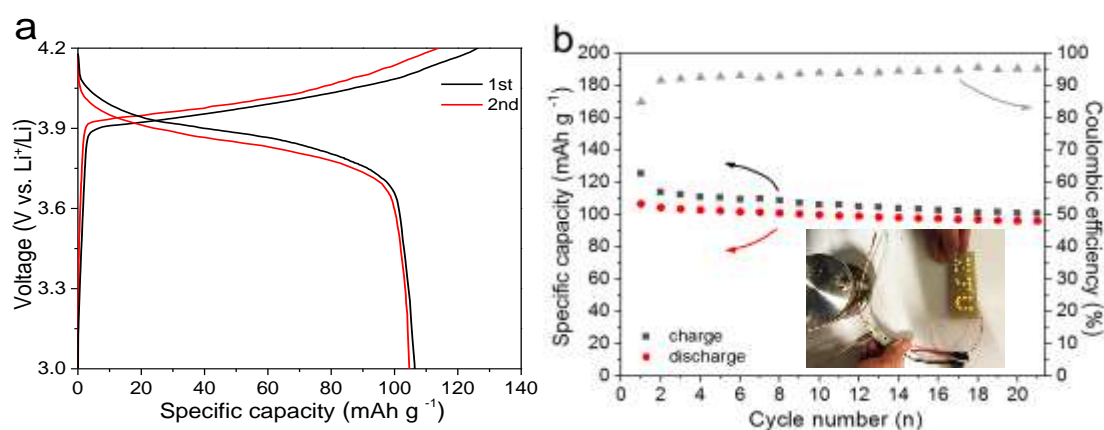 a
4.2
3.9
3.6
3.0
Voltage (V vs. Li⁺/Li)
1st
2nd
0 20 40 60 80 100 120 140
Specific capacity (mAh g ⁻¹)
b
200
180
160
140
120
100
80
60
40
20
0
Specific capacity (mAh g⁻¹)
charge
discharge
100
90
80
70
60
50
40
30
20
10
0
Coulombic efficiency (%)
0 2 4 6 8 10 12 14 16 18 20
Cycle number (n)